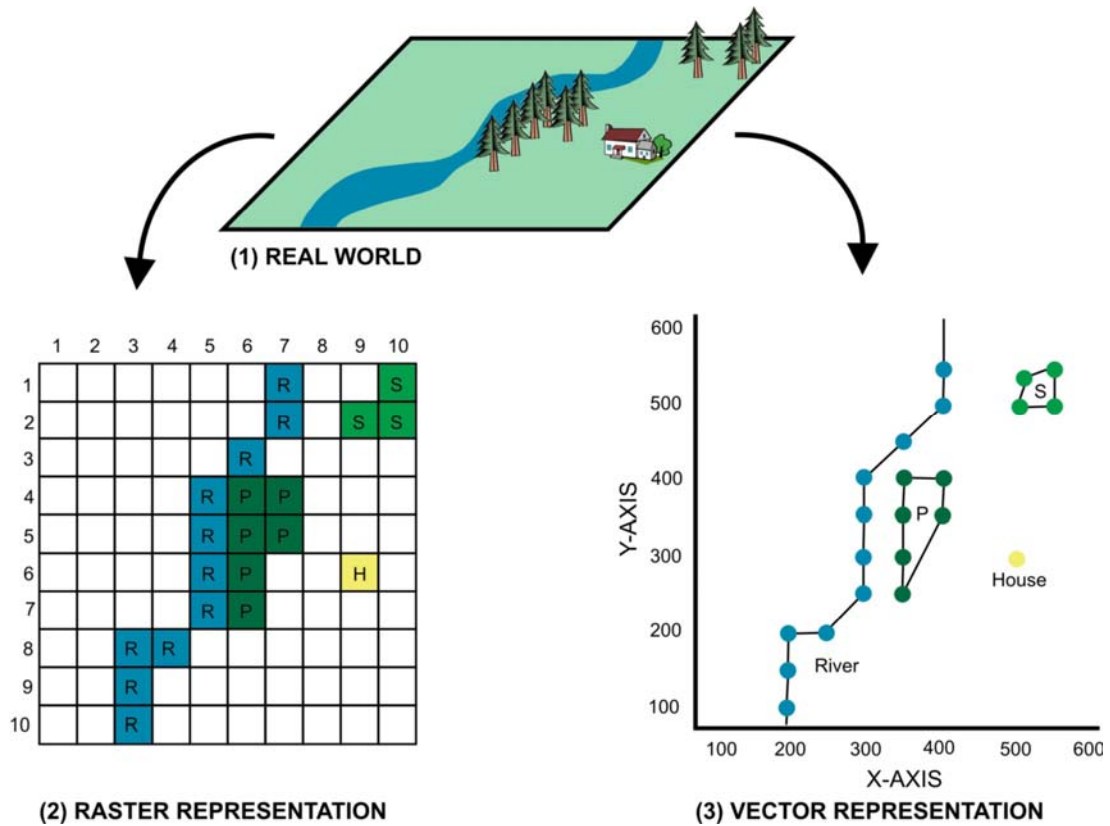 (1) REAL WORLD
1 2 3 4 5 6 7 8 9 10
1 R S
2 R S S
3 R
4 R P P
5 R P P
6 R P H
7 R P
8 R R
9 R
10 R
(2) RASTER REPRESENTATION
600
500
400
300
200
100
Y-AXIS
S
P
House
River
100 200 300 400 500 600
X-AXIS
(3) VECTOR REPRESENTATION